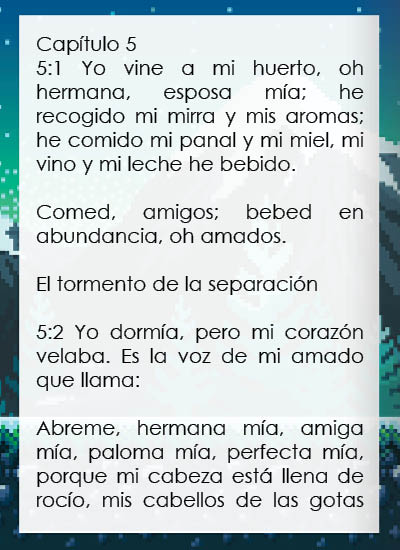 Capítulo 5
5:1 Yo vine a mi huerto, oh
hermana, esposa mía; he
recogido mi mirra y mis aromas;
he comido mi panal y mi miel, mi
vino y mi leche he bebido.
Comed, amigos; bebed en
abundancia, oh amados.
El tormento de la separación
5:2 Yo dormía, pero mi corazón
velaba. Es la voz de mi amado
que llama:
Abreme, hermana mía, amiga
mía, paloma mía, perfecta mía,
porque mi cabeza está llena de
rocío, mis cabellos de las gotas